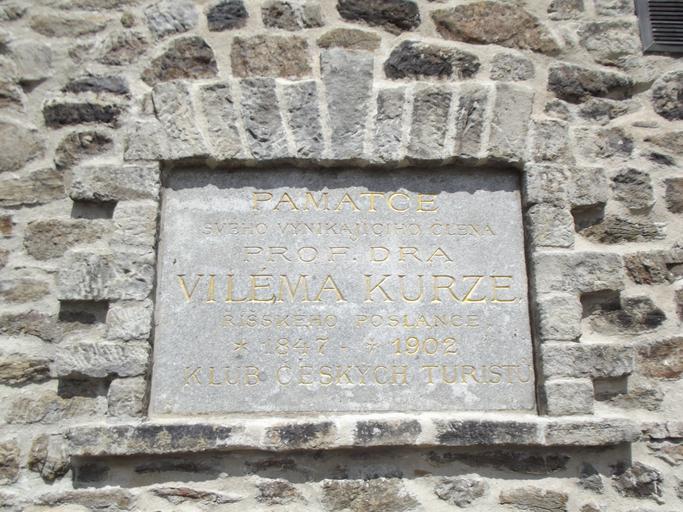 PAMÁTCE
SVÉHO VYNIKAJÍCÍHO ČLENA
PROF. DRA
VILÉMA KURZE,
ŘÍŠSKÉHO POSLANCE,
* 1847 - * 1902
KLUB ČESKÝCH TURISTŮ